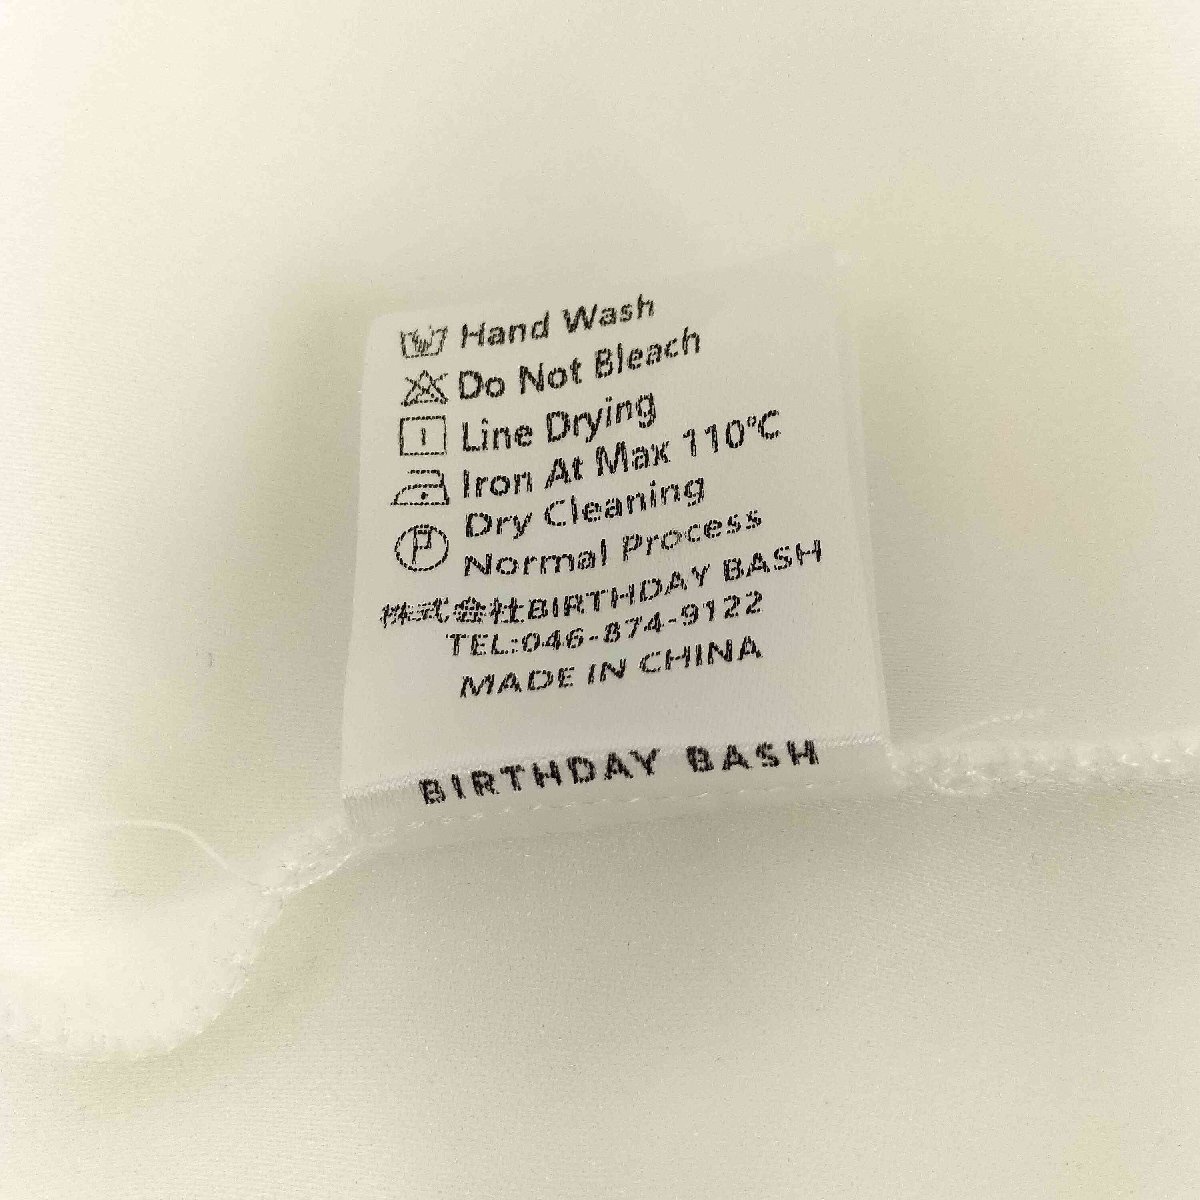 Hand Wash
Do Not Bleach
Line Drying
Iron At Max 110°C
Dry Cleaning
Normal Process
株式会社BIRTHDAY BASH
TEL:046-874-9122
MADE IN CHINA
BIRTHDAY BASH